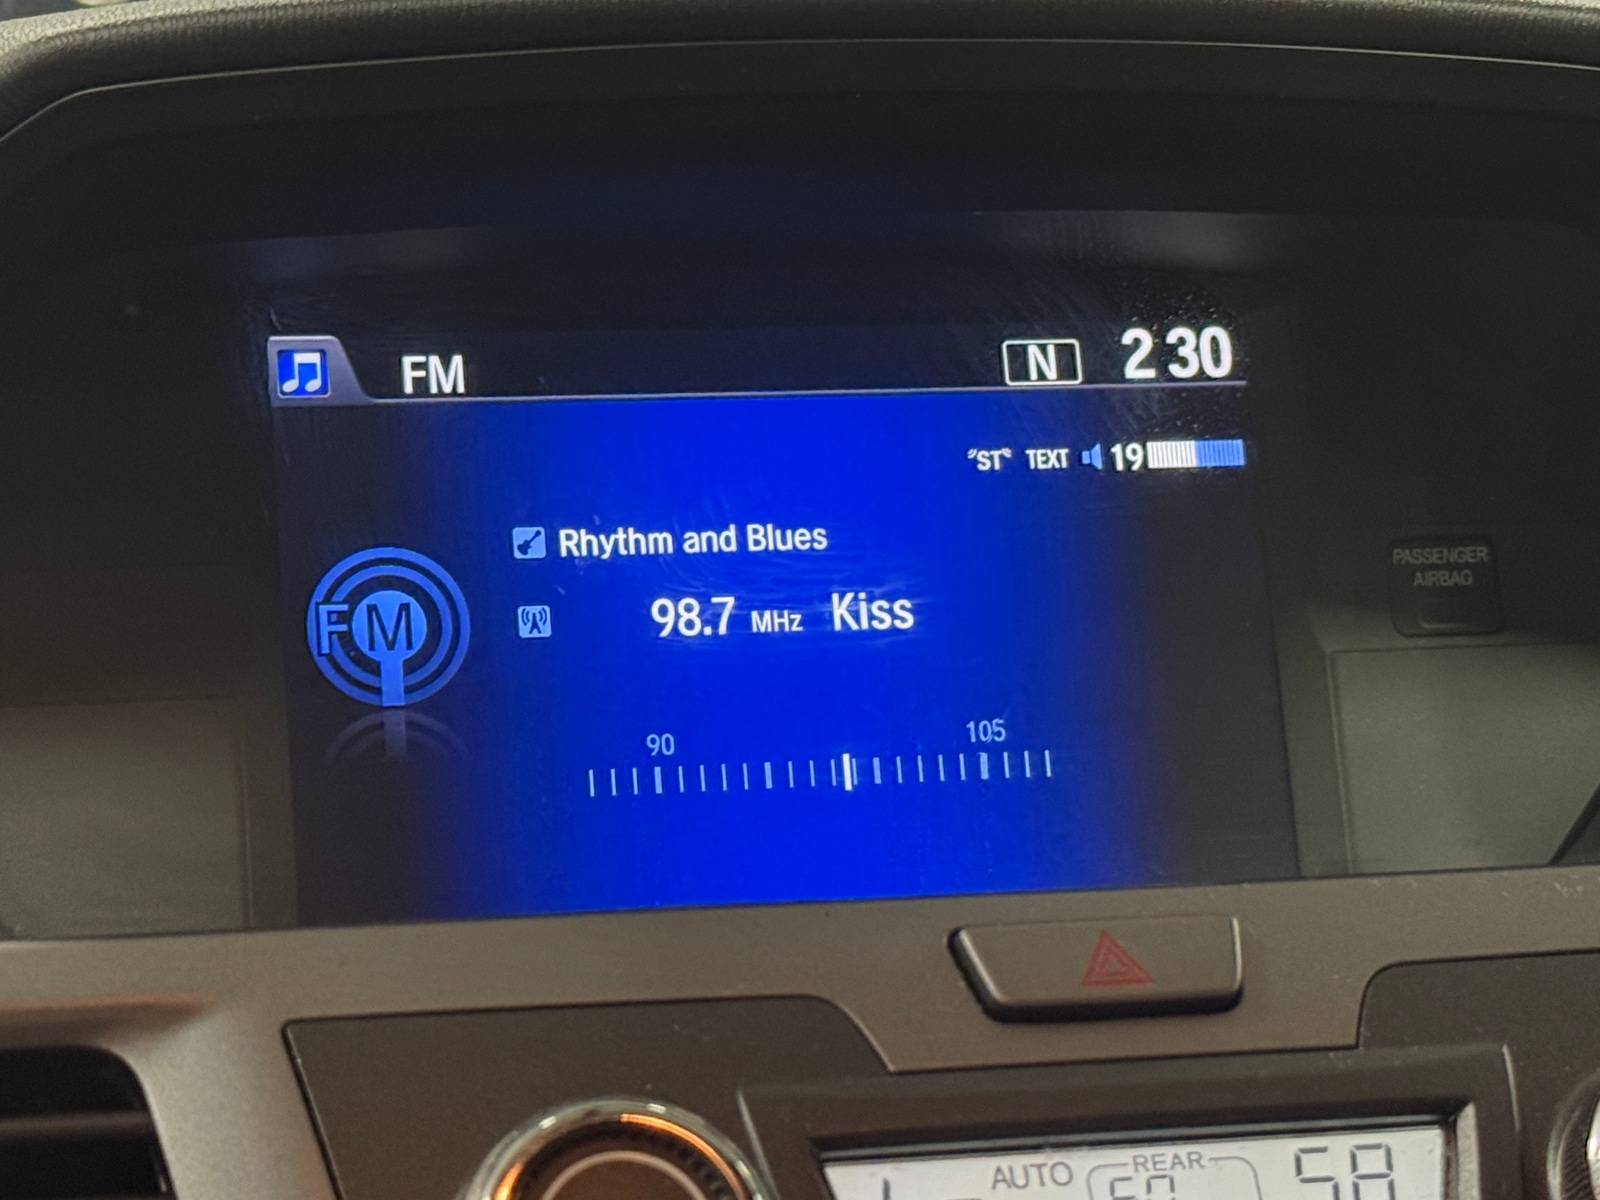 FM N 2 30
"ST" TEXT 19
Rhythm and Blues
FM
98.7 MHz Kiss
90 105
PASSENGER
AIRBAG
AUTO REAR 58